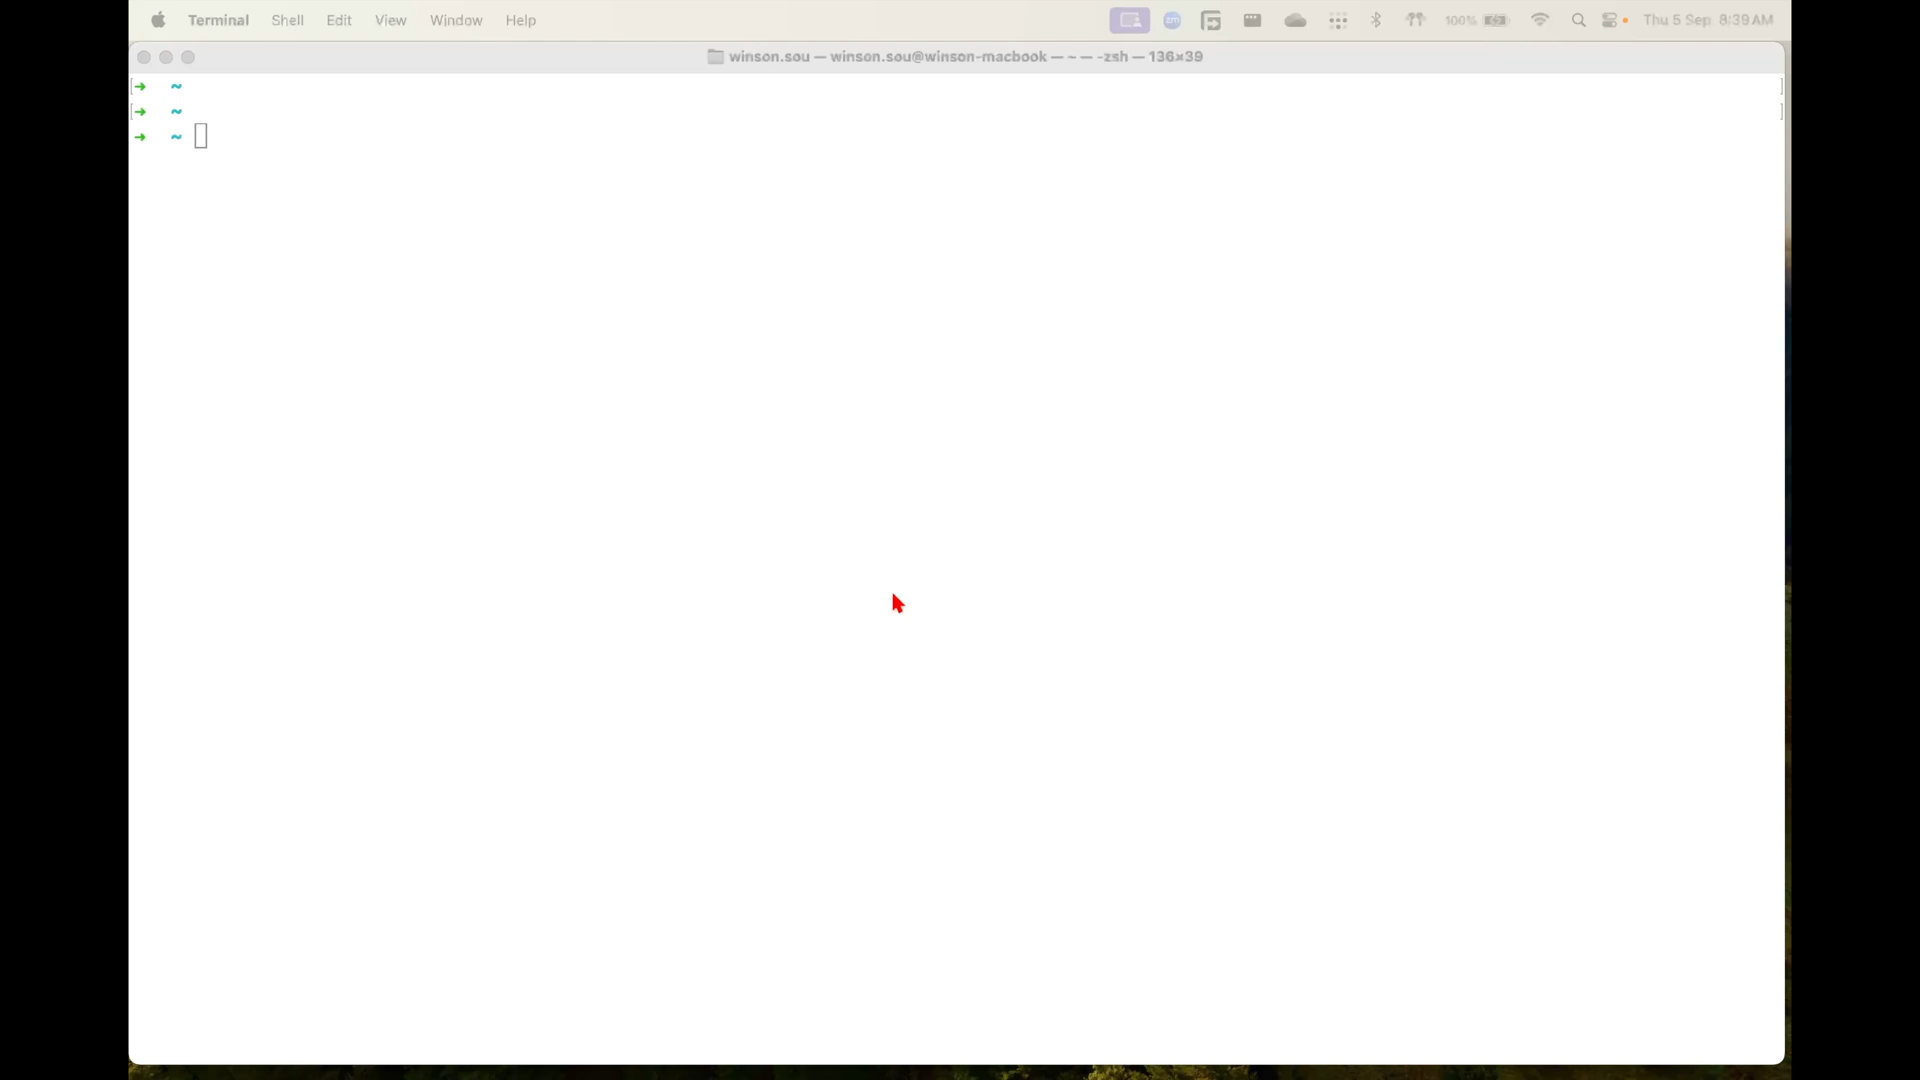 Terminal Shell Edit View Window Help zm 100% Thu 5 Sep 8:39 AM
winson.sou — winson.sou@winson-macbook — ~ — -zsh — 136×39
[➜ ~ ]
[➜ ~ ]
➜ ~